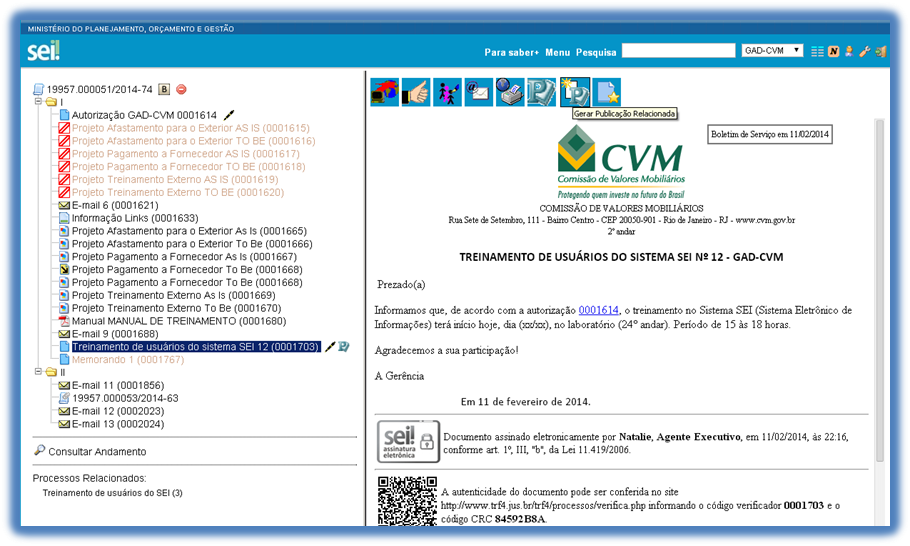 MINISTÉRIO DO PLANEJAMENTO, ORÇAMENTO E GESTÃO
sei!
Para saber+ Menu Pesquisa GAD-CVM
19957.000051/2014-74 B
I
Autorização GAD-CVM 0001614
Projeto Afastamento para o Exterior AS IS (0001615)
Projeto Afastamento para o Exterior TO BE (0001616)
Projeto Pagamento a Fornecedor AS IS (0001617)
Projeto Pagamento a Fornecedor TO BE (0001618)
Projeto Treinamento Externo AS IS (0001619)
Projeto Treinamento Externo TO BE (0001620)
E-mail 6 (0001621)
Informação Links (0001633)
Projeto Afastamento para o Exterior As Is (0001665)
Projeto Afastamento para o Exterior To Be (0001666)
Projeto Pagamento a Fornecedor As Is (0001667)
Projeto Pagamento a Fornecedor To Be (0001668)
Projeto Pagamento a Fornecedor To Be (0001668)
Projeto Treinamento Externo As Is (0001669)
Projeto Treinamento Externo To Be (0001670)
Manual MANUAL DE TREINAMENTO (0001680)
E-mail 9 (0001688)
Treinamento de usuários do sistema SEI 12 (0001703)
Memorando 1 (0001767)
II
E-mail 11 (0001856)
19957.000053/2014-63
E-mail 12 (0002023)
E-mail 13 (0002024)
Consultar Andamento
Processos Relacionados:
Treinamento de usuários do SEI (3)
Gerar Publicação Relacionada
Boletim de Serviço em 11/02/2014
CVM
Comissão de Valores Mobiliários
Protegendo quem investe no futuro do Brasil
COMISSÃO DE VALORES MOBILIÁRIOS
Rua Sete de Setembro, 111 - Bairro Centro - CEP 20050-901 - Rio de Janeiro - RJ - www.cvm.gov.br
2º andar
TREINAMENTO DE USUÁRIOS DO SISTEMA SEI Nº 12 - GAD-CVM
Prezado(a)
Informamos que, de acordo com a autorização 0001614, o treinamento no Sistema SEI (Sistema Eletrônico de
Informações) terá início hoje, dia (xx/xx), no laboratório (24º andar). Período de 15 às 18 horas.
Agradecemos a sua participação!
A Gerência
Em 11 de fevereiro de 2014.
sei!
assinatura
eletrônica
Documento assinado eletronicamente por Natalie, Agente Executivo, em 11/02/2014, às 22:16,
conforme art. 1º, III, "b", da Lei 11.419/2006.
A autenticidade do documento pode ser conferida no site
http://www.trf4.jus.br/trf4/processos/verifica.php informando o código verificador 0001703 e o
código CRC 84592B8A.